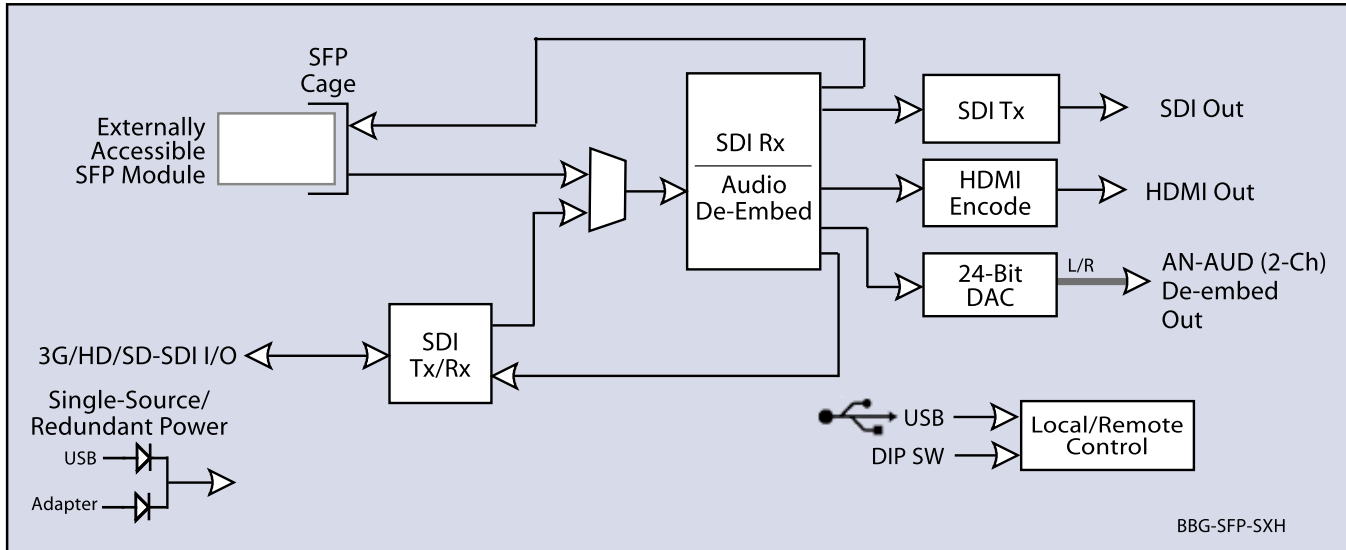 SFP
Cage
Externally
Accessible
SFP Module
SDI Rx
Audio
De-Embed
SDI Tx
SDI Out
HDMI
Encode
HDMI Out
24-Bit
DAC
L/R
AN-AUD (2-Ch)
De-embed
Out
3G/HD/SD-SDI I/O
SDI
Tx/Rx
Single-Source/
Redundant Power
USB
Adapter
USB
DIP SW
Local/Remote
Control
BBG-SFP-SXH